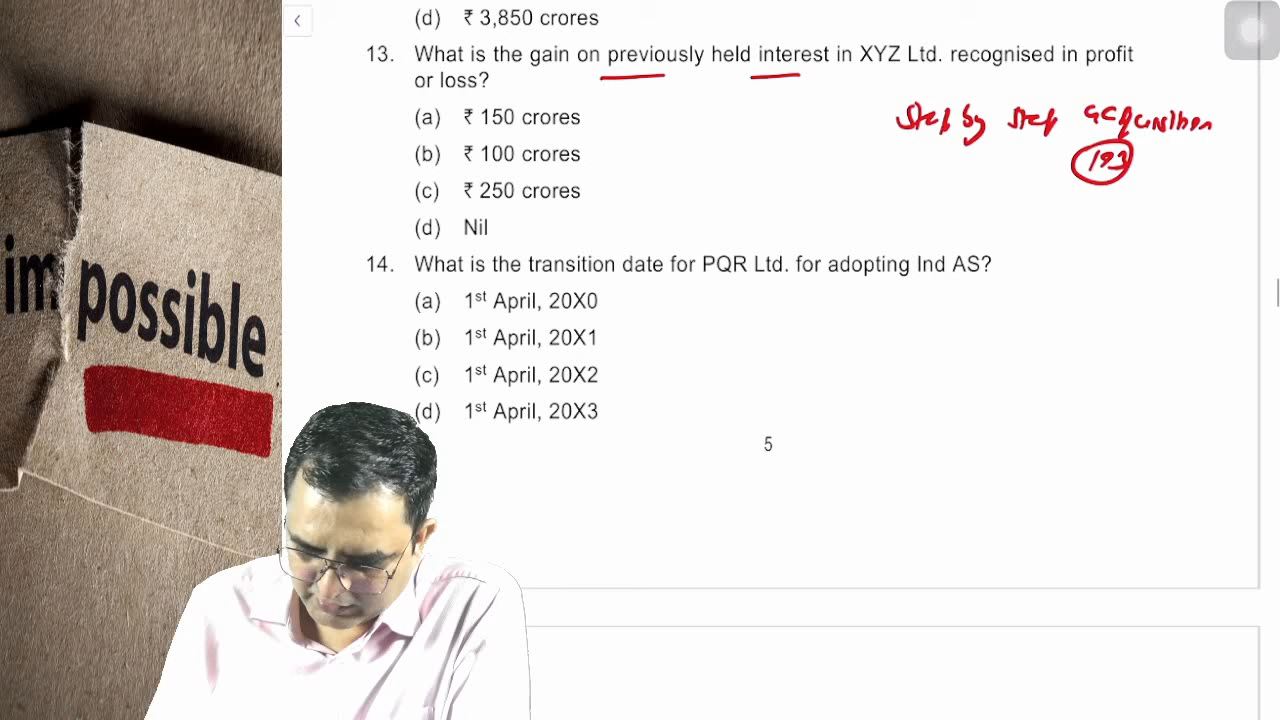 (d) ₹ 3,850 crores
13. What is the gain on previously held interest in XYZ Ltd. recognised in profit
or loss?
(a) ₹ 150 crores
(b) ₹ 100 crores
(c) ₹ 250 crores
(d) Nil
Step by step acquisition
193
14. What is the transition date for PQR Ltd. for adopting Ind AS?
(a) 1st April, 20X0
(b) 1st April, 20X1
(c) 1st April, 20X2
(d) 1st April, 20X3
5
im possible